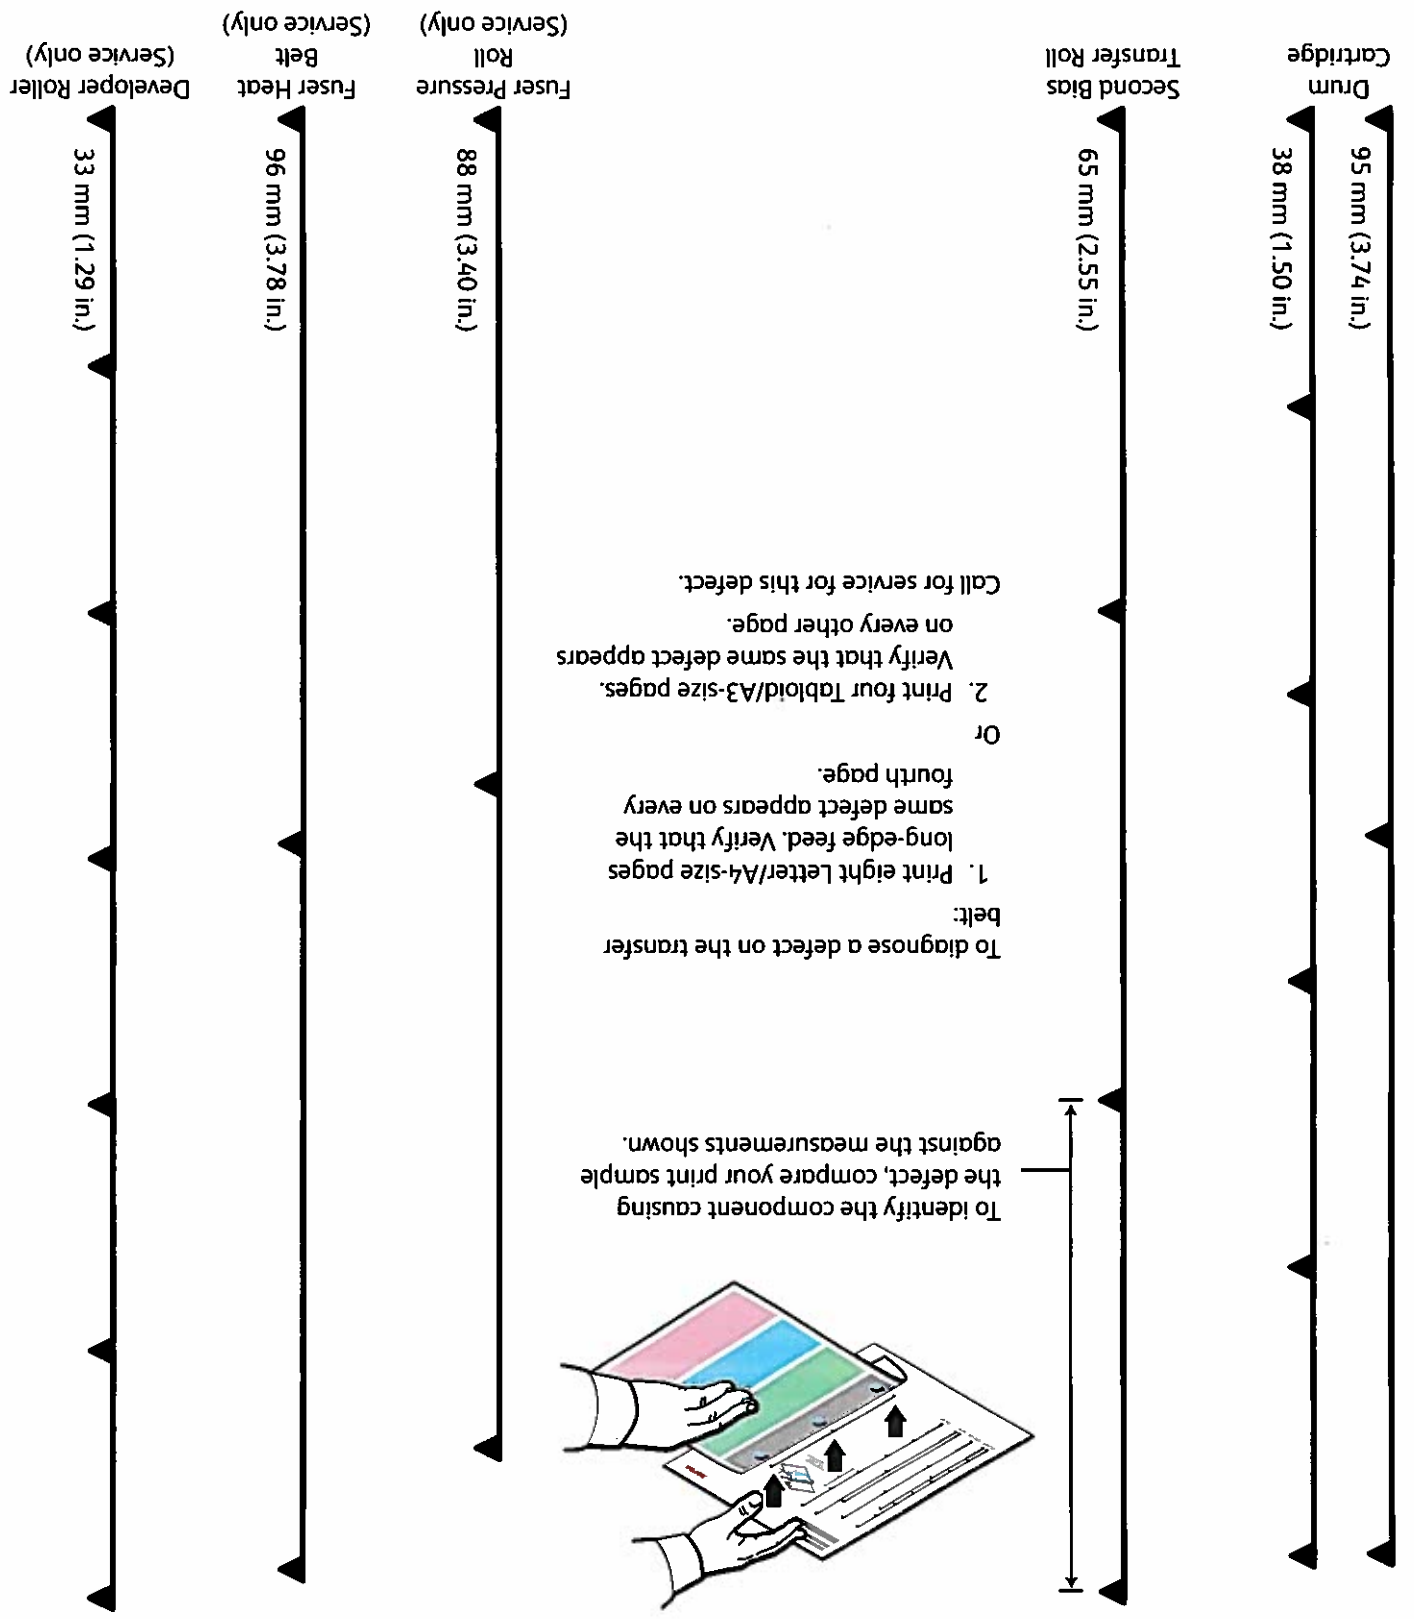 To identify the component causing
the defect, compare your print sample
against the measurements shown.
To diagnose a defect on the transfer
belt:
1. Print eight Letter/A4-size pages
long-edge feed. Verify that the
same defect appears on every
fourth page.
Or
2. Print four Tabloid/A3-size pages.
Verify that the same defect appears
on every other page.
Call for service for this defect.
95 mm (3.74 in.)
38 mm (1.50 in.)
65 mm (2.55 in.)
88 mm (3.40 in.)
96 mm (3.78 in.)
33 mm (1.29 in.)
Drum
Cartridge
Second Bias
Transfer Roll
Fuser Pressure
Roll
(Service only)
Fuser Heat
Belt
(Service only)
Developer Roller
(Service only)